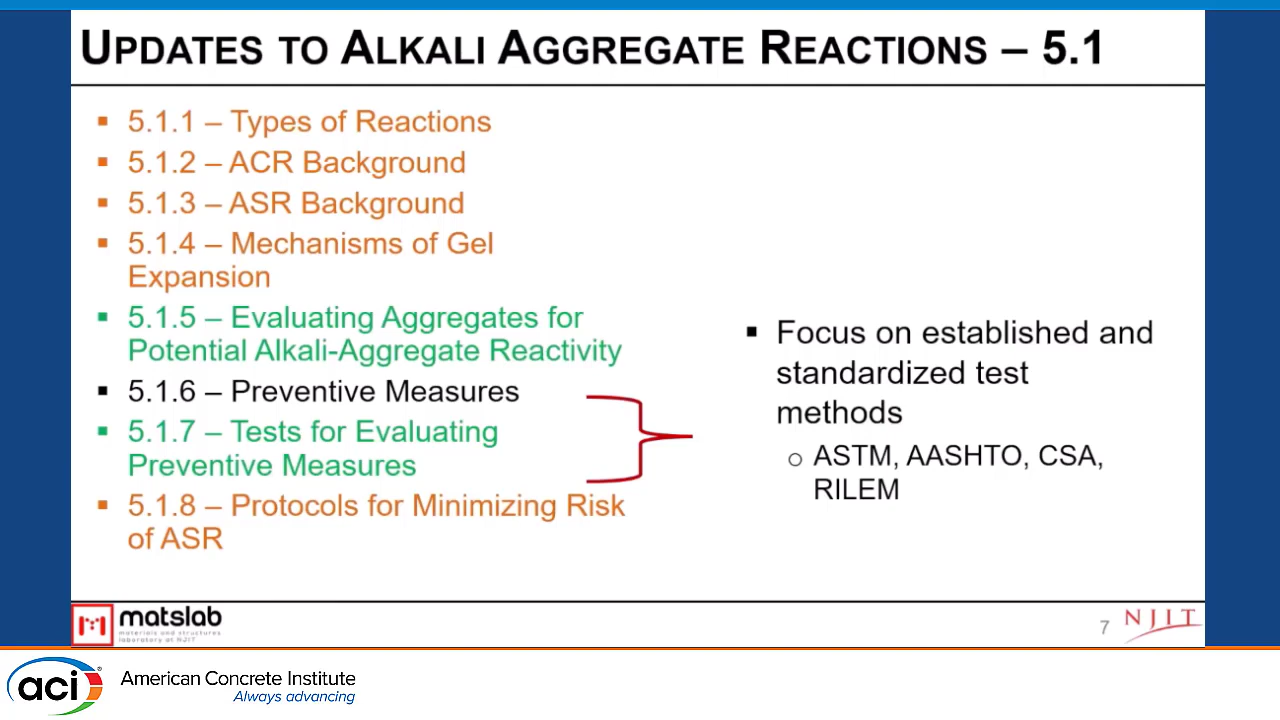 UPDATES TO ALKALI AGGREGATE REACTIONS – 5.1
▪ 5.1.1 – Types of Reactions
▪ 5.1.2 – ACR Background
▪ 5.1.3 – ASR Background
▪ 5.1.4 – Mechanisms of Gel
Expansion
▪ 5.1.5 – Evaluating Aggregates for
Potential Alkali-Aggregate Reactivity
▪ 5.1.6 – Preventive Measures
▪ 5.1.7 – Tests for Evaluating
Preventive Measures
▪ 5.1.8 – Protocols for Minimizing Risk
of ASR
▪ Focus on established and
standardized test
methods
o ASTM, AASHTO, CSA,
RILEM
matslab
materials and structures
laboratory at NJIT
7
NJIT
aci®
American Concrete Institute
Always advancing